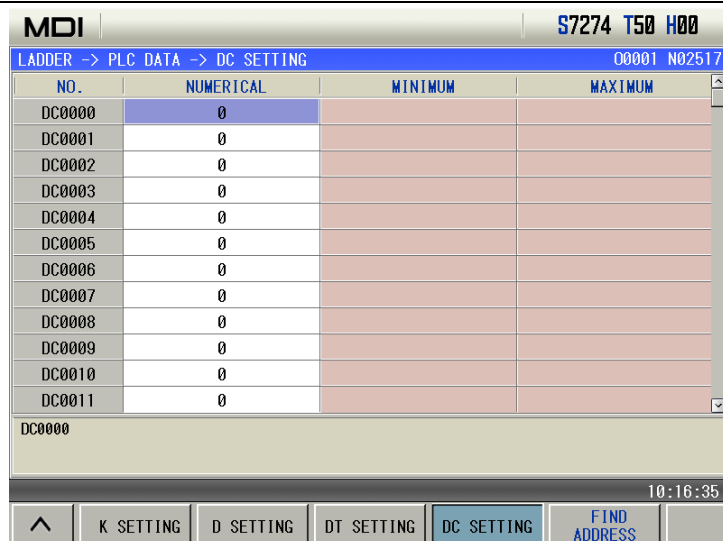 MDI S7274 T50 H00
LADDER -> PLC DATA -> DC SETTING O0001 N02517
NO. NUMERICAL MINIMUM MAXIMUM
DC0000 0
DC0001 0
DC0002 0
DC0003 0
DC0004 0
DC0005 0
DC0006 0
DC0007 0
DC0008 0
DC0009 0
DC0010 0
DC0011 0
DC0000
10:16:35
K SETTING D SETTING DT SETTING DC SETTING FIND
ADDRESS